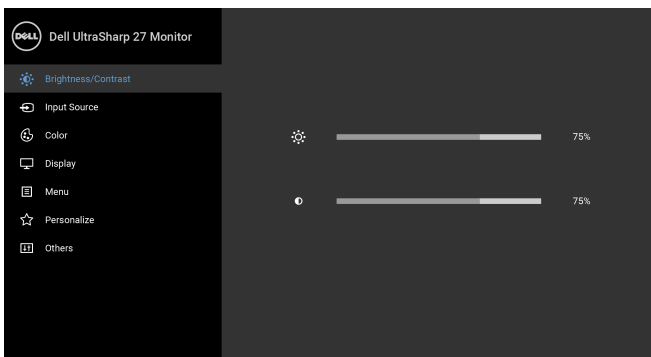 DELL
Dell UltraSharp 27 Monitor
Brightness/Contrast
Input Source
Color
75%
Display
Menu
75%
Personalize
Others